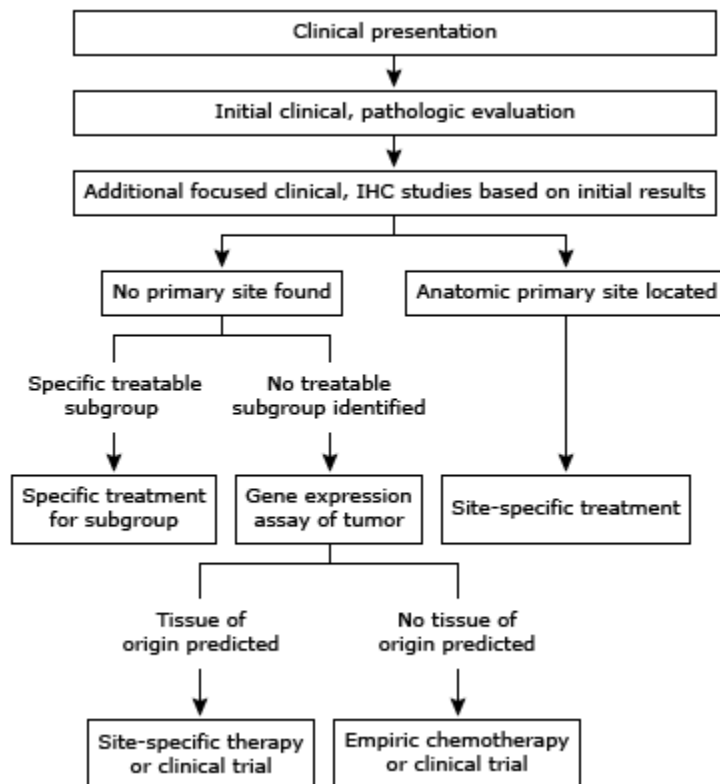 Clinical presentation
Initial clinical, pathologic evaluation
Additional focused clinical, IHC studies based on initial results
No primary site found
Anatomic primary site located
Specific treatable
subgroup
No treatable
subgroup identified
Specific treatment
for subgroup
Gene expression
assay of tumor
Site-specific treatment
Tissue of
origin predicted
No tissue of
origin predicted
Site-specific therapy
or clinical trial
Empiric chemotherapy
or clinical trial